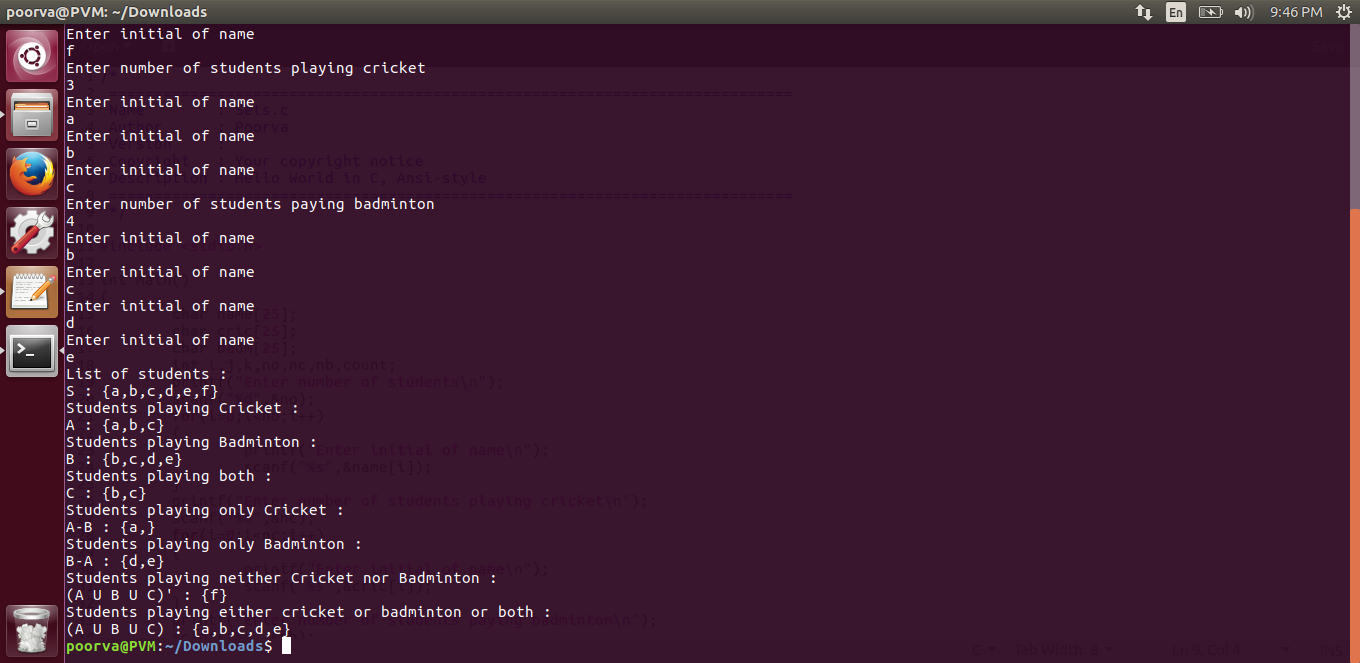 poorva@PVM: ~/Downloads
En
9:46 PM
Enter initial of name
f
Enter number of students playing cricket
3
Enter initial of name
a
Enter initial of name
b
Enter initial of name
c
Enter number of students paying badminton
4
Enter initial of name
b
Enter initial of name
c
Enter initial of name
d
Enter initial of name
e
List of students :
S : {a,b,c,d,e,f}
Students playing Cricket :
A : {a,b,c}
Students playing Badminton :
B : {b,c,d,e}
Students playing both :
C : {b,c}
Students playing only Cricket :
A-B : {a,}
Students playing only Badminton :
B-A : {d,e}
Students playing neither Cricket nor Badminton :
(A U B U C)' : {f}
Students playing either cricket or badminton or both :
(A U B U C) : {a,b,c,d,e}
poorva@PVM:~/Downloads$